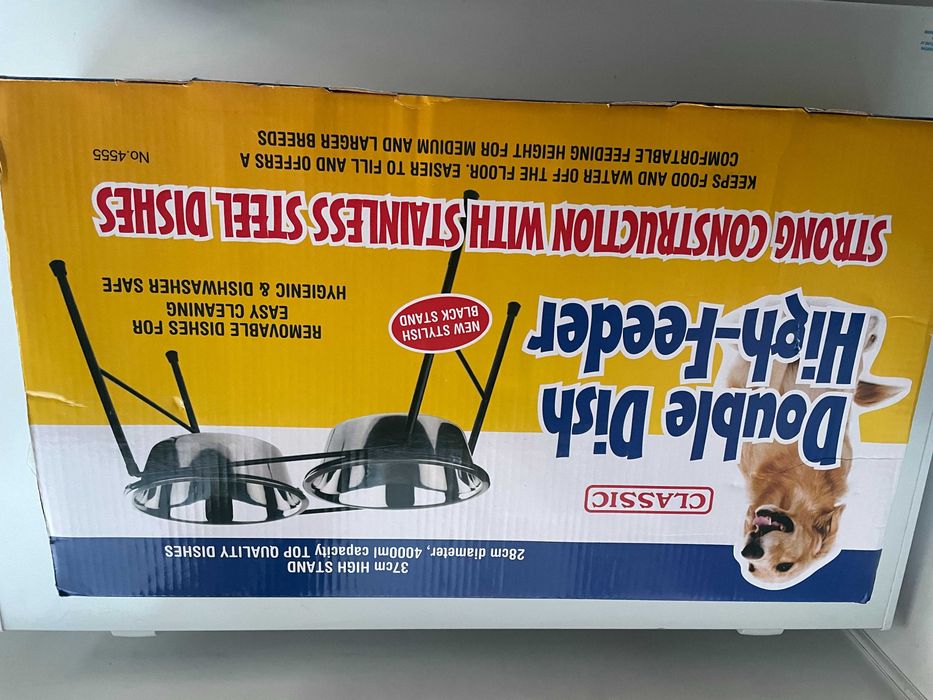 37cm HIGH STAND
28cm diameter, 4000ml capacity TOP QUALITY DISHES
CLASSIC
Double Dish
High-Feeder
NEW STYLISH
BLACK STAND
REMOVABLE DISHES FOR
EASY CLEANING
HYGIENIC & DISHWASHER SAFE
STRONG CONSTRUCTION WITH STAINLESS STEEL DISHES
KEEPS FOOD AND WATER OFF THE FLOOR. EASIER TO FILL AND OFFERS A
COMFORTABLE FEEDING HEIGHT FOR MEDIUM AND LARGER BREEDS
No.4555